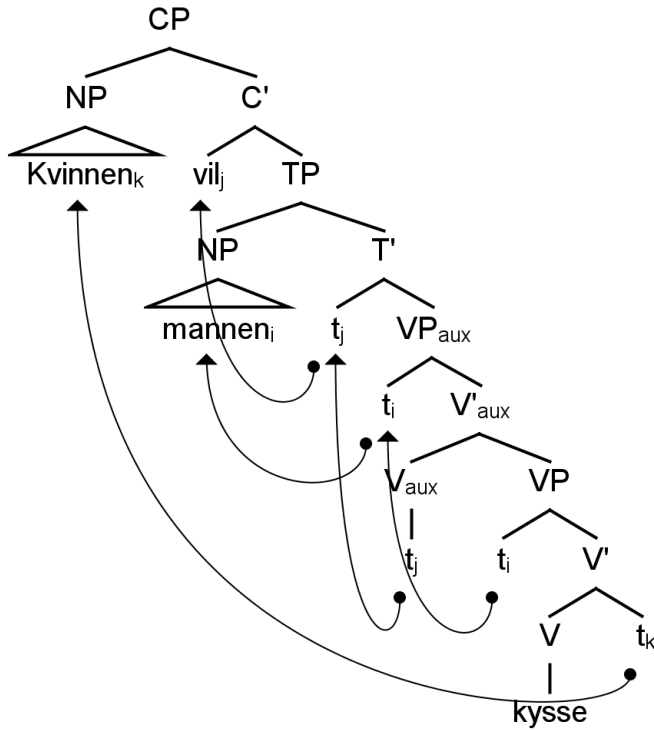 CP
NP C'
Kvinnenk vilj TP
NP T'
manneni tj VPaux
ti V'aux
Vaux VP
tj ti V'
V tk
kysse